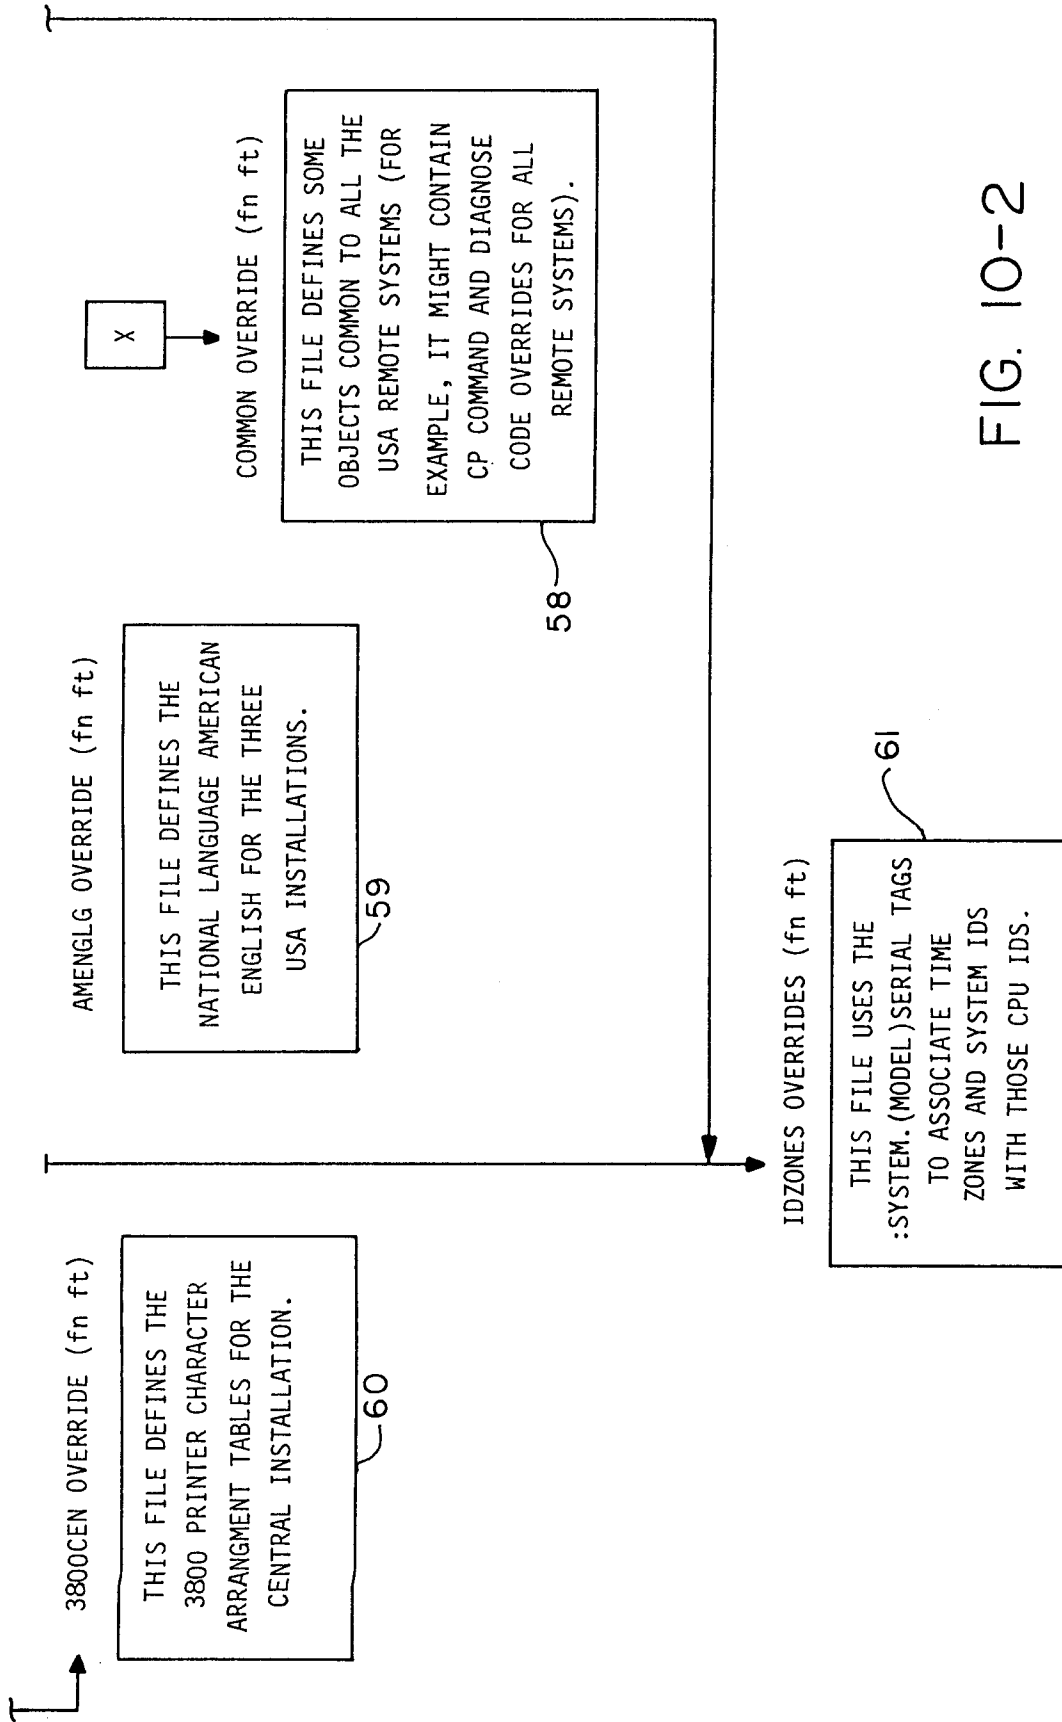 3800CEN OVERRIDE (fn ft)
THIS FILE DEFINES THE
3800 PRINTER CHARACTER
ARRANGMENT TABLES FOR THE
CENTRAL INSTALLATION.
60
AMENGLG OVERRIDE (fn ft)
THIS FILE DEFINES THE
NATIONAL LANGUAGE AMERICAN
ENGLISH FOR THE THREE
USA INSTALLATIONS.
59
X
COMMON OVERRIDE (fn ft)
THIS FILE DEFINES SOME
OBJECTS COMMON TO ALL THE
USA REMOTE SYSTEMS (FOR
EXAMPLE, IT MIGHT CONTAIN
CP COMMAND AND DIAGNOSE
CODE OVERRIDES FOR ALL
REMOTE SYSTEMS).
58
IDZONES OVERRIDES (fn ft)
THIS FILE USES THE
:SYSTEM.(MODEL)SERIAL TAGS
TO ASSOCIATE TIME
ZONES AND SYSTEM IDS
WITH THOSE CPU IDS.
61
FIG. 10-2